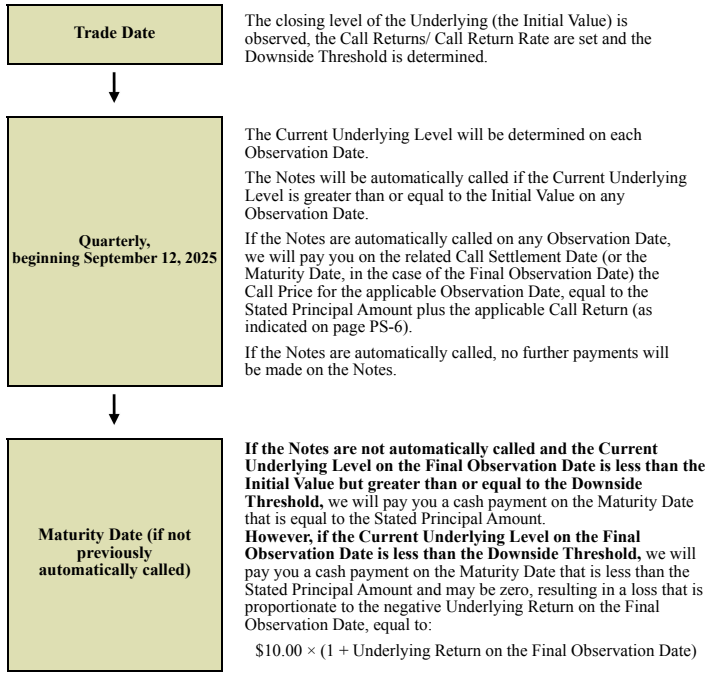 Trade Date
The closing level of the Underlying (the Initial Value) is
observed, the Call Returns/ Call Return Rate are set and the
Downside Threshold is determined.
Quarterly,
beginning September 12, 2025
The Current Underlying Level will be determined on each
Observation Date.
The Notes will be automatically called if the Current Underlying
Level is greater than or equal to the Initial Value on any
Observation Date.
If the Notes are automatically called on any Observation Date,
we will pay you on the related Call Settlement Date (or the
Maturity Date, in the case of the Final Observation Date) the
Call Price for the applicable Observation Date, equal to the
Stated Principal Amount plus the applicable Call Return (as
indicated on page PS-6).
If the Notes are automatically called, no further payments will
be made on the Notes.
Maturity Date (if not
previously
automatically called)
If the Notes are not automatically called and the Current
Underlying Level on the Final Observation Date is less than the
Initial Value but greater than or equal to the Downside
Threshold, we will pay you a cash payment on the Maturity Date
that is equal to the Stated Principal Amount.
However, if the Current Underlying Level on the Final
Observation Date is less than the Downside Threshold, we will
pay you a cash payment on the Maturity Date that is less than the
Stated Principal Amount and may be zero, resulting in a loss that is
proportionate to the negative Underlying Return on the Final
Observation Date, equal to:
$10.00 × (1 + Underlying Return on the Final Observation Date)